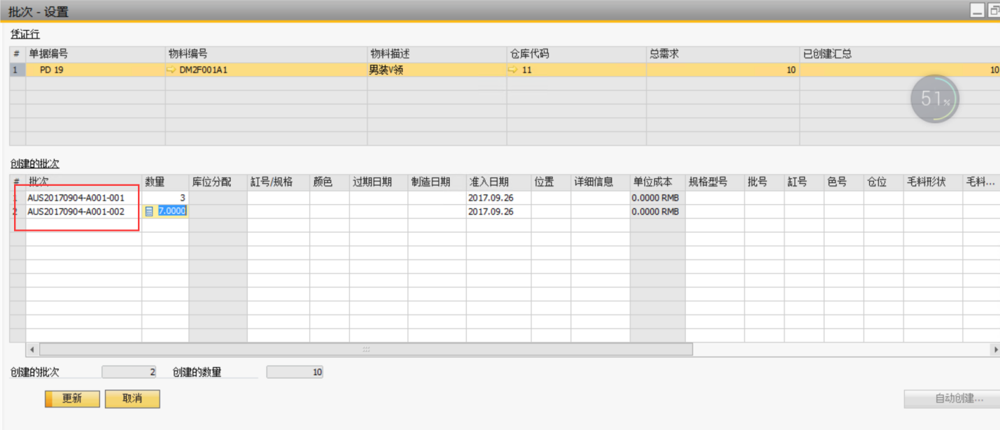 批次 - 设置
凭证行
# 单据编号 物料编号 物料描述 仓库代码 总需求 已创建汇总
1 PD 19 DM2F001A1 男装V领 11 10 10
51%
创建的批次
# 批次 数量 库位分配 缸号/规格 颜色 过期日期 制造日期 准入日期 位置 详细信息 单位成本 规格型号 批号 缸号 色号 仓位 毛料形状 毛料...
1 AUS20170904-A001-001 3 2017.09.26 0.0000 RMB
2 AUS20170904-A001-002 7.0000 2017.09.26 0.0000 RMB
创建的批次 2 创建的数量 10
更新 取消 自动创建...